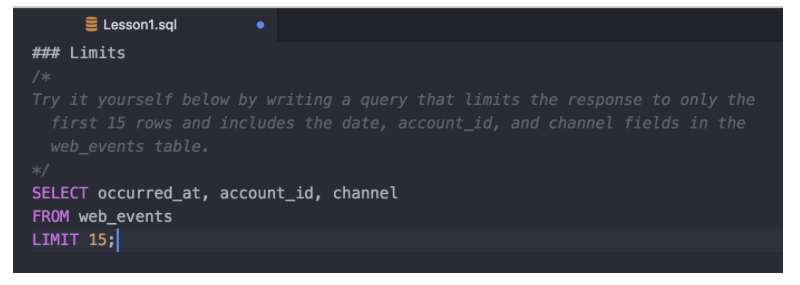 Lesson1.sql
### Limits
/*
Try it yourself below by writing a query that limits the response to only the
first 15 rows and includes the date, account_id, and channel fields in the
web_events table.
*/
SELECT occurred_at, account_id, channel
FROM web_events
LIMIT 15;